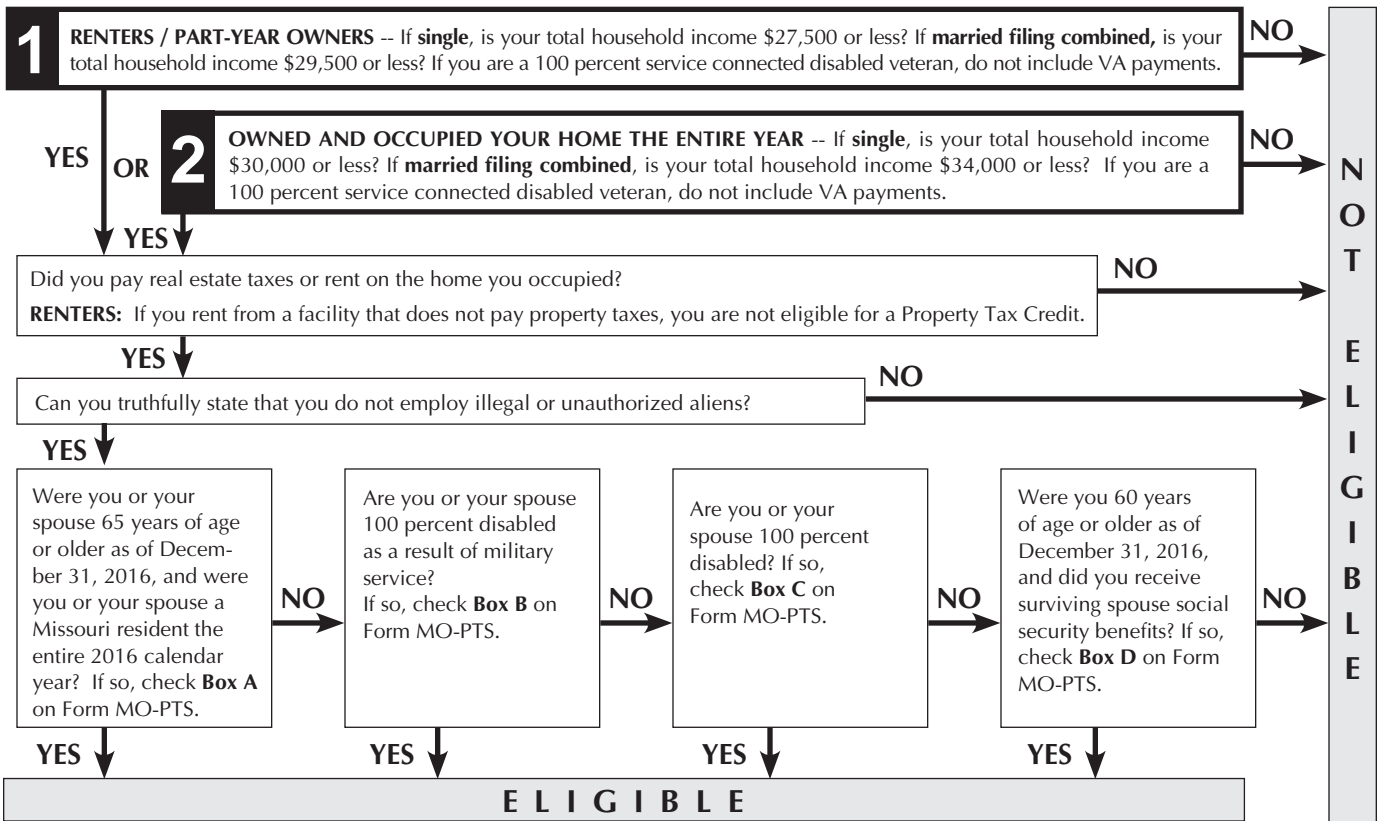 1
RENTERS / PART-YEAR OWNERS -- If single, is your total household income $27,500 or less? If married filing combined, is your
total household income $29,500 or less? If you are a 100 percent service connected disabled veteran, do not include VA payments.
NO
YES
OR
2
OWNED AND OCCUPIED YOUR HOME THE ENTIRE YEAR -- If single, is your total household income
$30,000 or less? If married filing combined, is your total household income $34,000 or less? If you are a
100 percent service connected disabled veteran, do not include VA payments.
NO
YES
Did you pay real estate taxes or rent on the home you occupied?
RENTERS: If you rent from a facility that does not pay property taxes, you are not eligible for a Property Tax Credit.
NO
YES
Can you truthfully state that you do not employ illegal or unauthorized aliens?
NO
YES
Were you or your
spouse 65 years of age
or older as of Decem-
ber 31, 2016, and were
you or your spouse a
Missouri resident the
entire 2016 calendar
year? If so, check Box A
on Form MO-PTS.
NO
Are you or your spouse
100 percent disabled
as a result of military
service?
If so, check Box B on
Form MO-PTS.
NO
Are you or your
spouse 100 percent
disabled? If so,
check Box C on
Form MO-PTS.
NO
Were you 60 years
of age or older as of
December 31, 2016,
and did you receive
surviving spouse social
security benefits? If so,
check Box D on Form
MO-PTS.
NO
YES
YES
YES
YES
ELIGIBLE
NOT ELIGIBLE